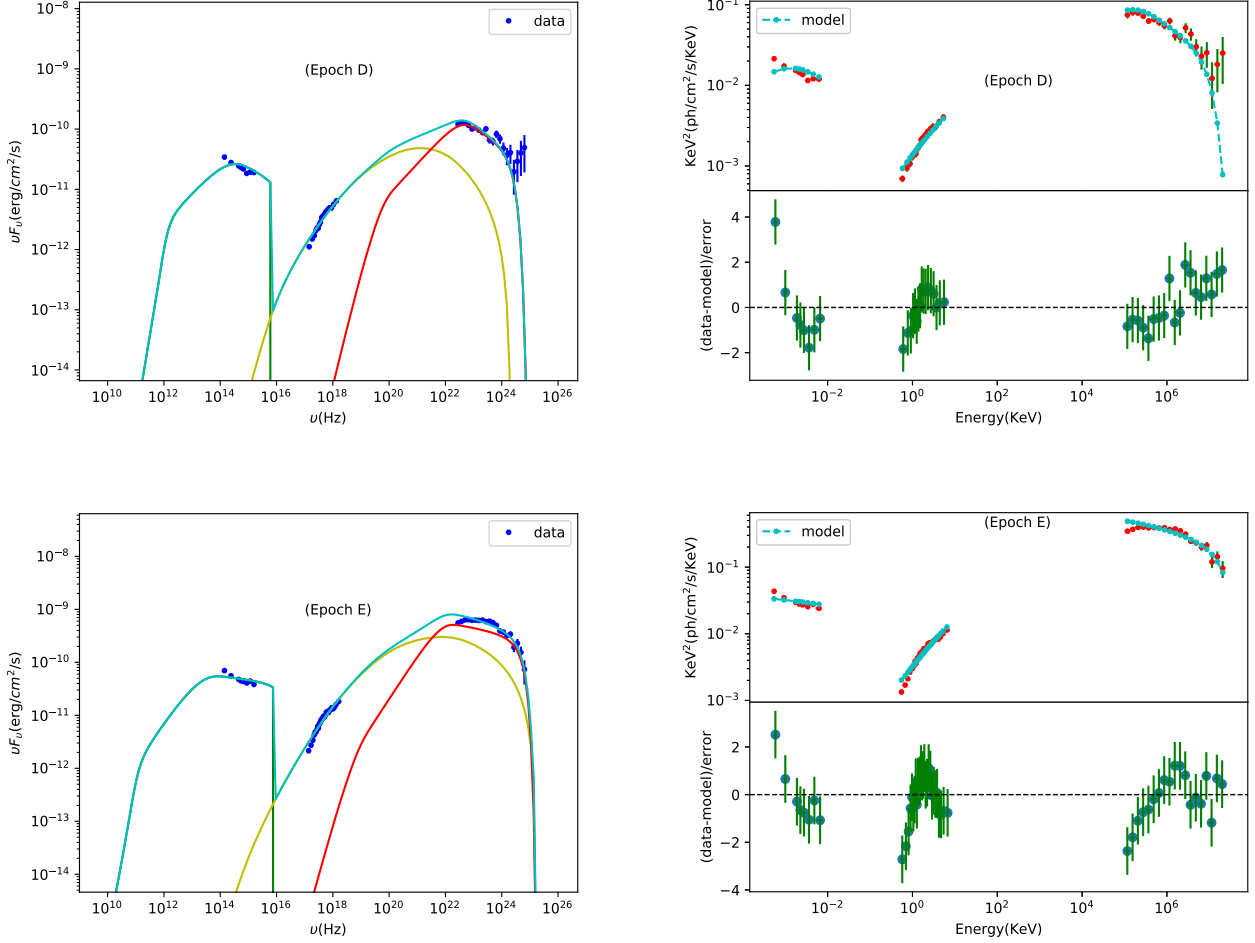 data
(Epoch D)
υFᵤ(erg/cm²/s)
10⁻⁸
10⁻⁹
10⁻¹⁰
10⁻¹¹
10⁻¹²
10⁻¹³
10⁻¹⁴
10¹⁰ 10¹² 10¹⁴ 10¹⁶ 10¹⁸ 10²⁰ 10²² 10²⁴ 10²⁶
υ(Hz)
model
(Epoch D)
KeV²(ph/cm²/s/KeV)
10⁻¹
10⁻²
10⁻³
(data-model)/error
4
2
0
−2
10⁻² 10⁰ 10² 10⁴ 10⁶
Energy(KeV)
data
(Epoch E)
υFᵤ(erg/cm²/s)
10⁻⁸
10⁻⁹
10⁻¹⁰
10⁻¹¹
10⁻¹²
10⁻¹³
10⁻¹⁴
10¹⁰ 10¹² 10¹⁴ 10¹⁶ 10¹⁸ 10²⁰ 10²² 10²⁴ 10²⁶
υ(Hz)
model
(Epoch E)
KeV²(ph/cm²/s/KeV)
10⁻¹
10⁻²
10⁻³
(data-model)/error
2
0
−2
−4
10⁻² 10⁰ 10² 10⁴ 10⁶
Energy(KeV)